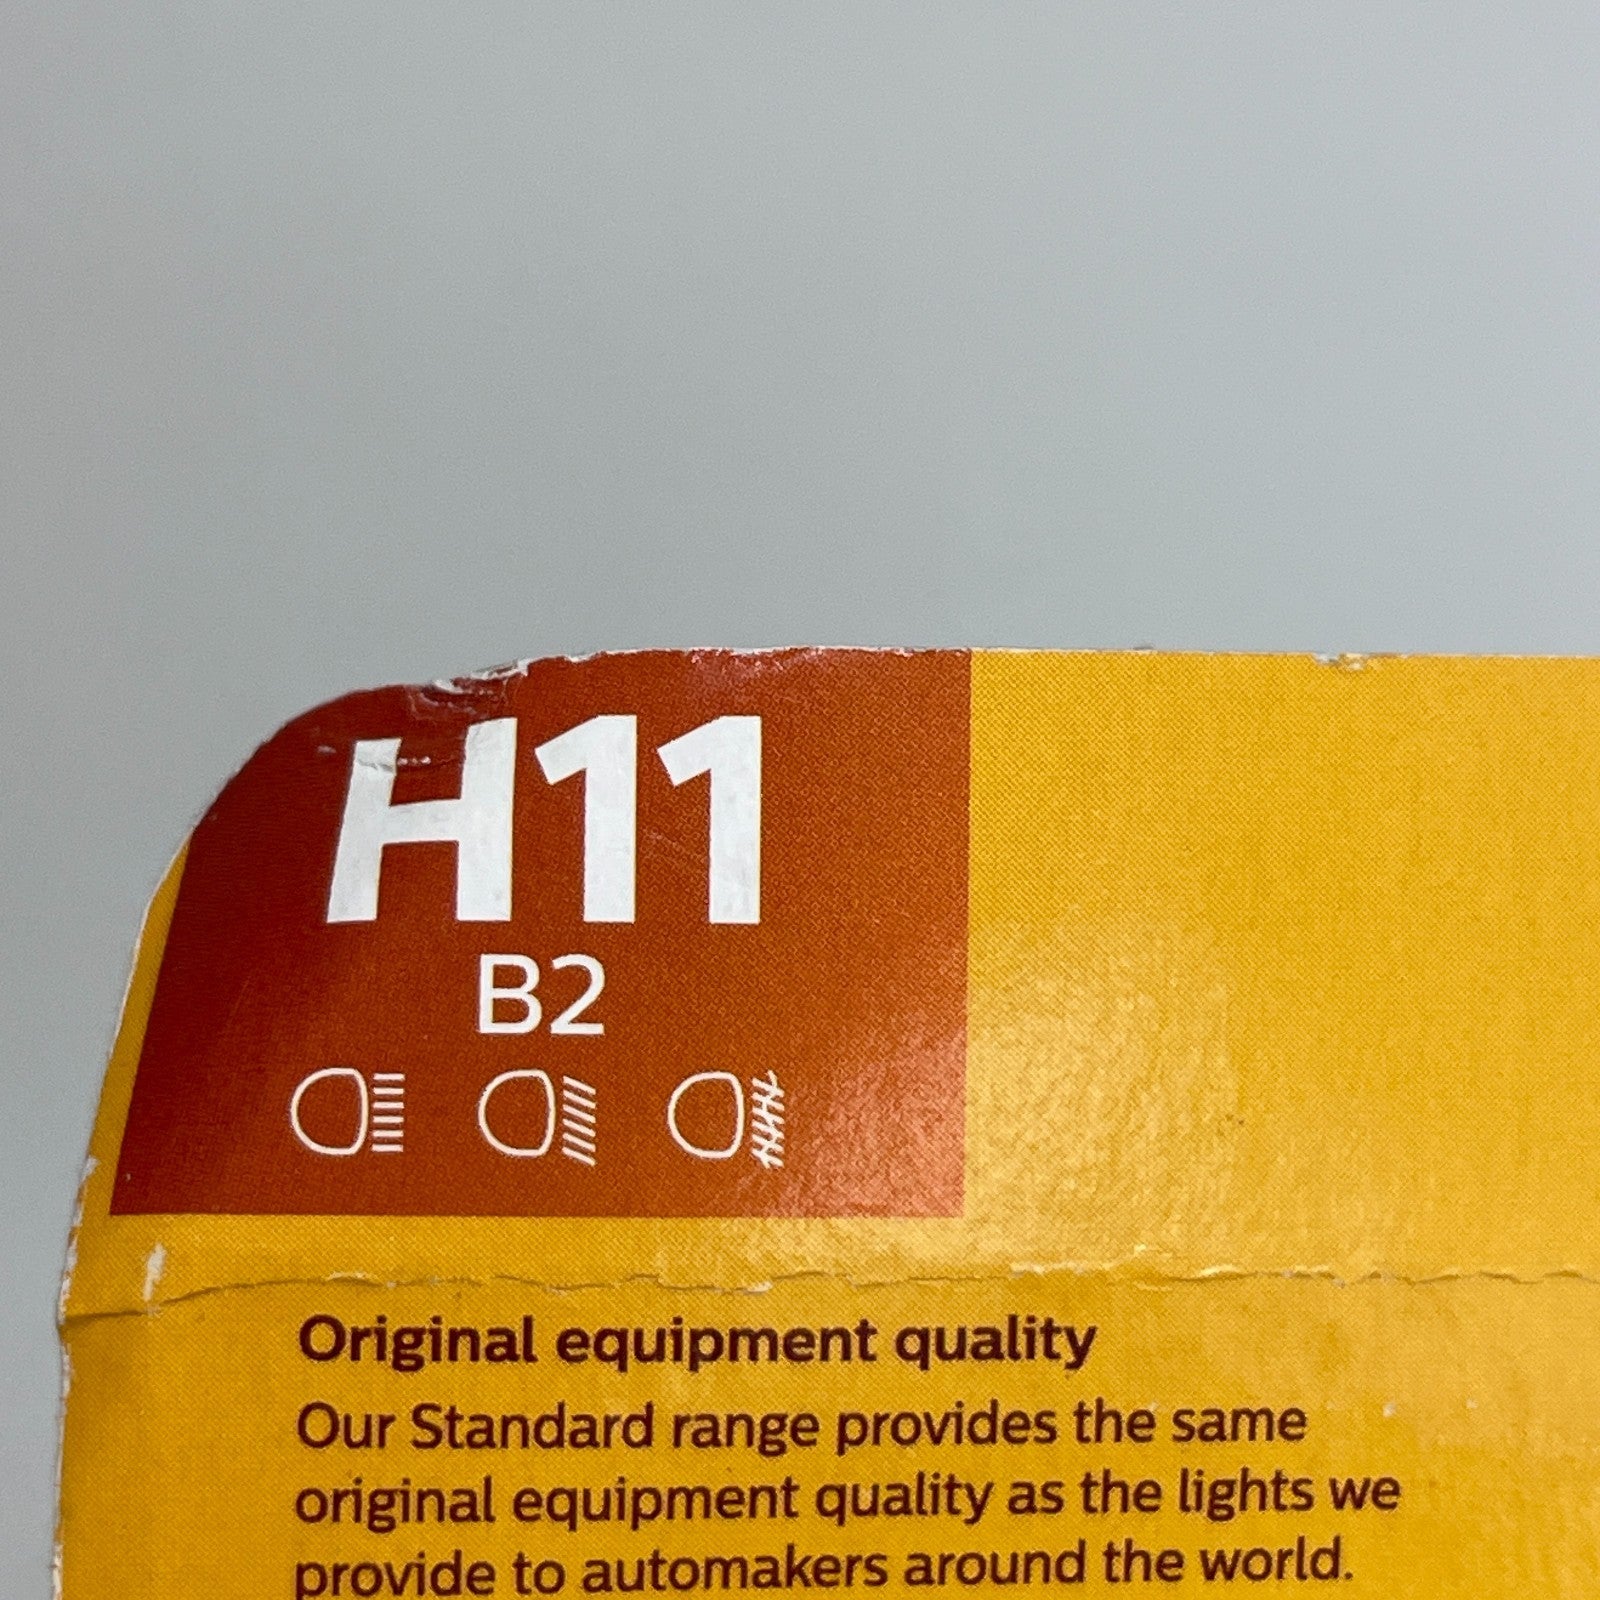 H11
B2
Original equipment quality
Our Standard range provides the same
original equipment quality as the lights we
provide to automakers around the world.